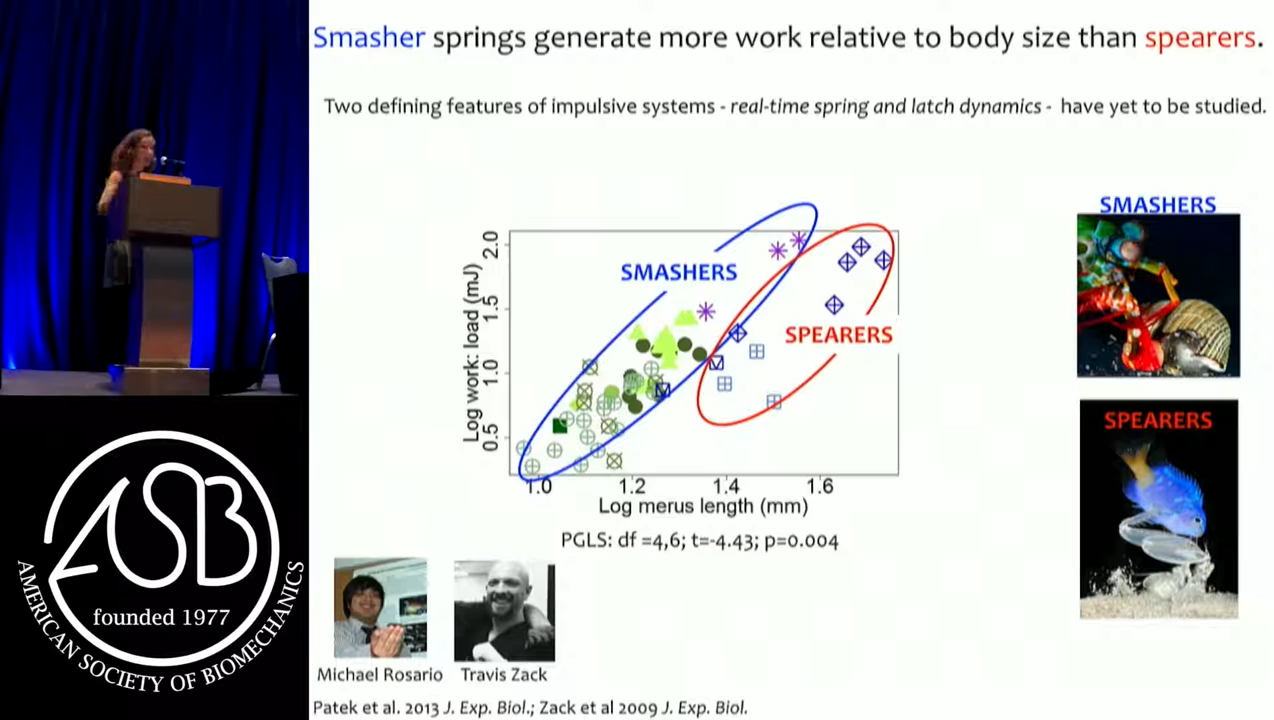 Smasher springs generate more work relative to body size than spearers.
Two defining features of impulsive systems - real-time spring and latch dynamics - have yet to be studied.
SMASHERS
SPEARERS
SMASHERS
SPEARERS
Log work: load (mJ)
2.0
1.5
1.0
0.5
1.0
1.2
1.4
1.6
Log merus length (mm)
PGLS: df =4,6; t=-4.43; p=0.004
Michael Rosario
Travis Zack
Patek et al. 2013 J. Exp. Biol.; Zack et al 2009 J. Exp. Biol.
ASB
founded 1977
AMERICAN SOCIETY OF BIOMECHANICS